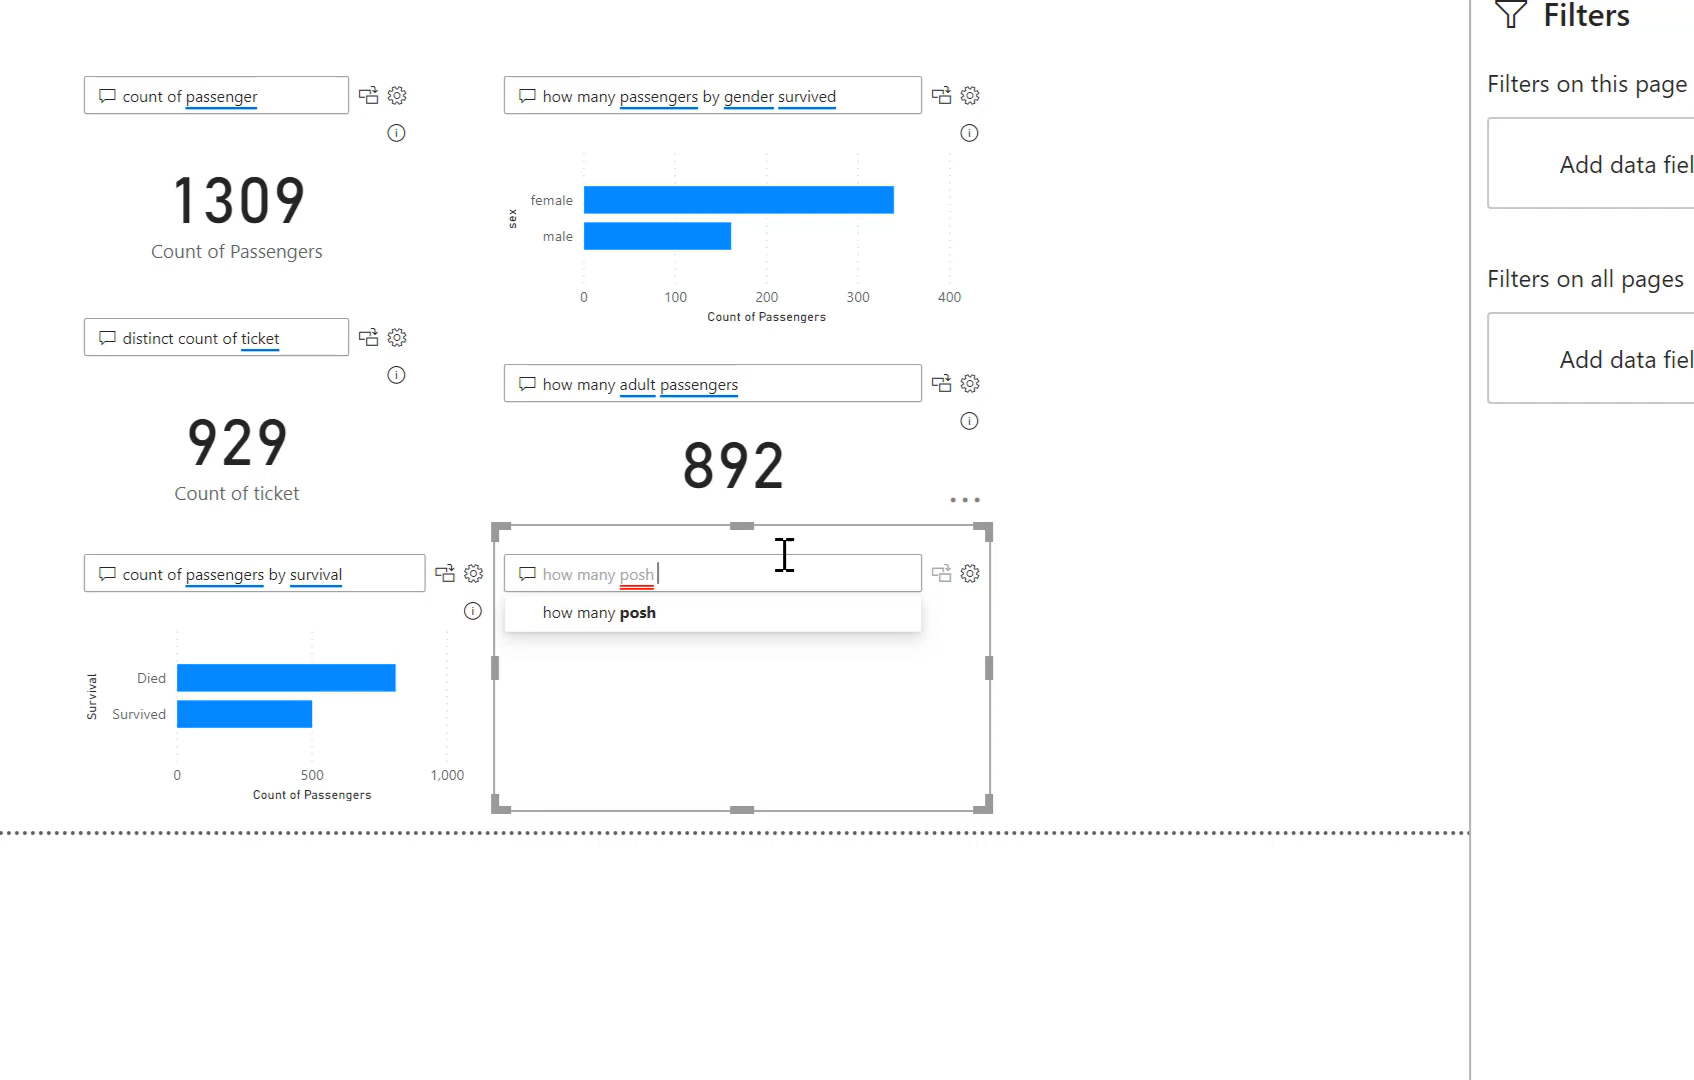 Filters
Filters on this page
Add data fiel
Filters on all pages
Add data fiel
count of passenger
1309
Count of Passengers
distinct count of ticket
929
Count of ticket
count of passengers by survival
Survival
Died
Survived
0 500 1,000
Count of Passengers
how many passengers by gender survived
sex
female
male
0 100 200 300 400
Count of Passengers
how many adult passengers
892
how many posh
how many posh